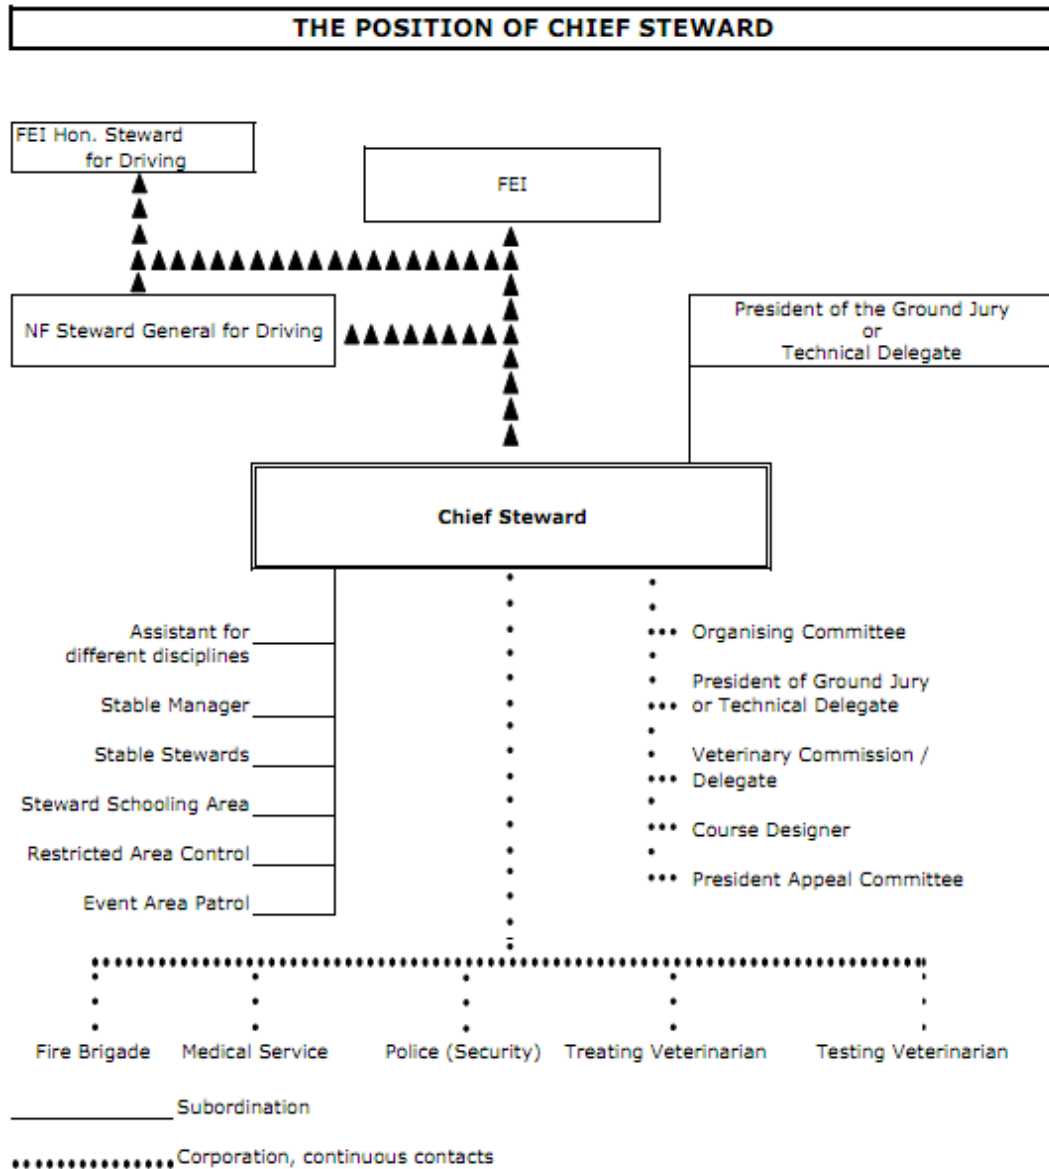 THE POSITION OF CHIEF STEWARD
FEI Hon. Steward
for Driving
FEI
NF Steward General for Driving
President of the Ground Jury
or
Technical Delegate
Chief Steward
Assistant for
different disciplines
Stable Manager
Stable Stewards
Steward Schooling Area
Restricted Area Control
Event Area Patrol
Organising Committee
President of Ground Jury
or Technical Delegate
Veterinary Commission /
Delegate
Course Designer
President Appeal Committee
Fire Brigade
Medical Service
Police (Security)
Treating Veterinarian
Testing Veterinarian
Subordination
Corporation, continuous contacts